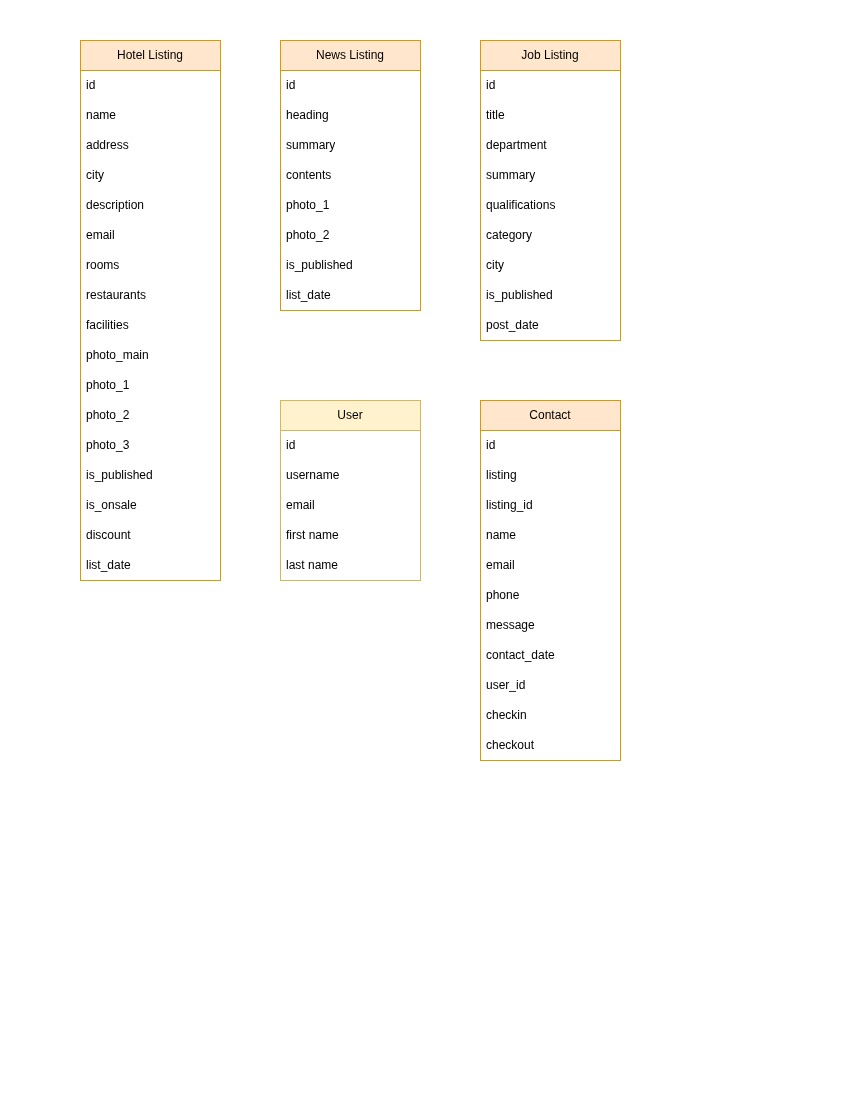 Hotel Listing
id
name
address
city
description
email
rooms
restaurants
facilities
photo_main
photo_1
photo_2
photo_3
is_published
is_onsale
discount
list_date
News Listing
id
heading
summary
contents
photo_1
photo_2
is_published
list_date
Job Listing
id
title
department
summary
qualifications
category
city
is_published
post_date
User
id
username
email
first name
last name
Contact
id
listing
listing_id
name
email
phone
message
contact_date
user_id
checkin
checkout